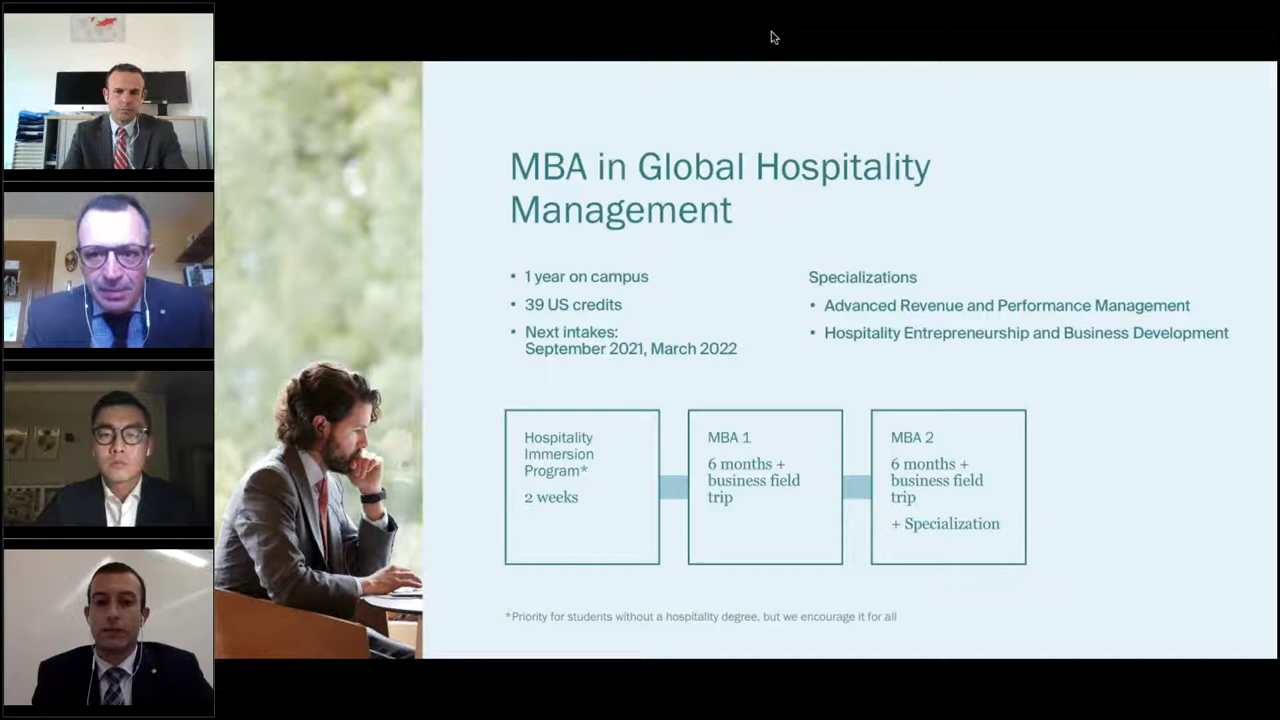 MBA in Global Hospitality
Management
• 1 year on campus
• 39 US credits
• Next intakes:
September 2021, March 2022
Specializations
• Advanced Revenue and Performance Management
• Hospitality Entrepreneurship and Business Development
Hospitality
Immersion
Program*
2 weeks
MBA 1
6 months +
business field
trip
MBA 2
6 months +
business field
trip
+ Specialization
*Priority for students without a hospitality degree, but we encourage it for all